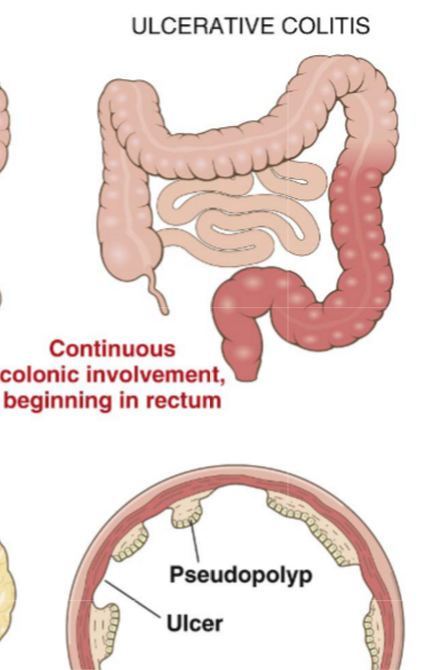 ULCERATIVE COLITIS
Continuous
colonic involvement,
beginning in rectum
Pseudopolyp
Ulcer